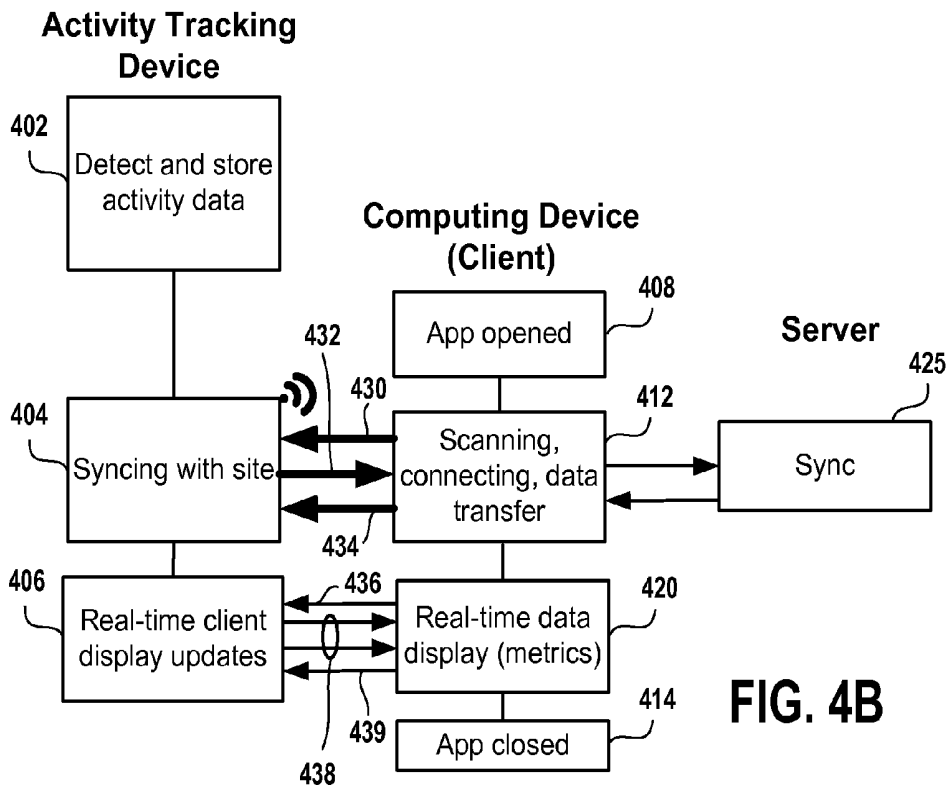 Activity Tracking
Device
402
Detect and store
activity data
Computing Device
(Client)
408
App opened
Server
432
430
425
404
412
Syncing with site
Scanning,
connecting, data
transfer
Sync
434
406
436
420
Real-time client
display updates
Real-time data
display (metrics)
439
438
414
App closed
FIG. 4B